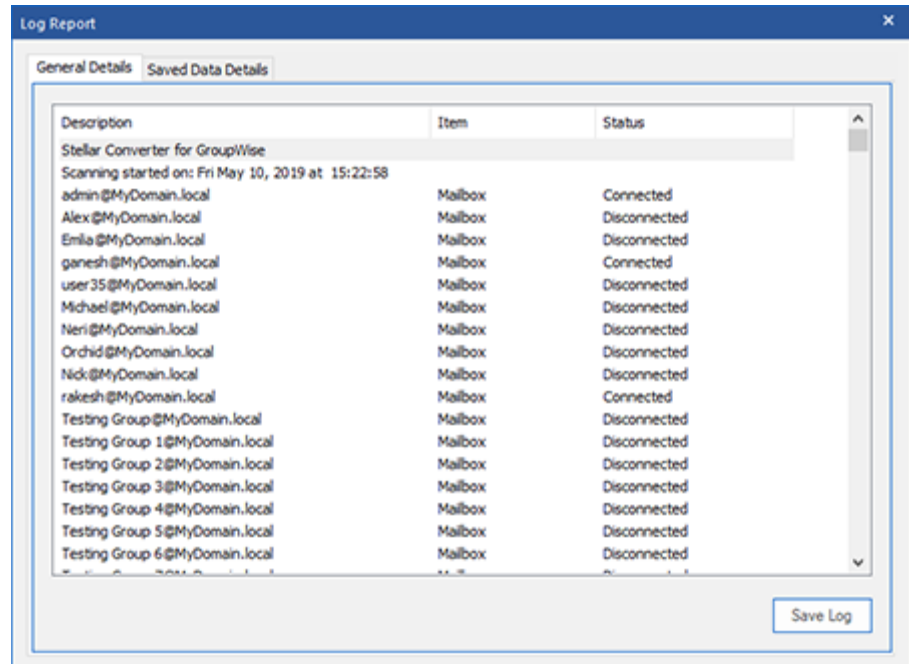 Log Report
General Details Saved Data Details
Description Item Status
Stellar Converter for GroupWise
Scanning started on: Fri May 10, 2019 at 15:22:58
admin@MyDomain.local Mailbox Connected
Alex@MyDomain.local Mailbox Disconnected
Emlia@MyDomain.local Mailbox Disconnected
ganesh@MyDomain.local Mailbox Connected
user35@MyDomain.local Mailbox Disconnected
Michael@MyDomain.local Mailbox Disconnected
Neri@MyDomain.local Mailbox Disconnected
Orchid@MyDomain.local Mailbox Disconnected
Nick@MyDomain.local Mailbox Disconnected
rakesh@MyDomain.local Mailbox Connected
Testing Group@MyDomain.local Mailbox Disconnected
Testing Group 1@MyDomain.local Mailbox Disconnected
Testing Group 2@MyDomain.local Mailbox Disconnected
Testing Group 3@MyDomain.local Mailbox Disconnected
Testing Group 4@MyDomain.local Mailbox Disconnected
Testing Group 5@MyDomain.local Mailbox Disconnected
Testing Group 6@MyDomain.local Mailbox Disconnected
Save Log